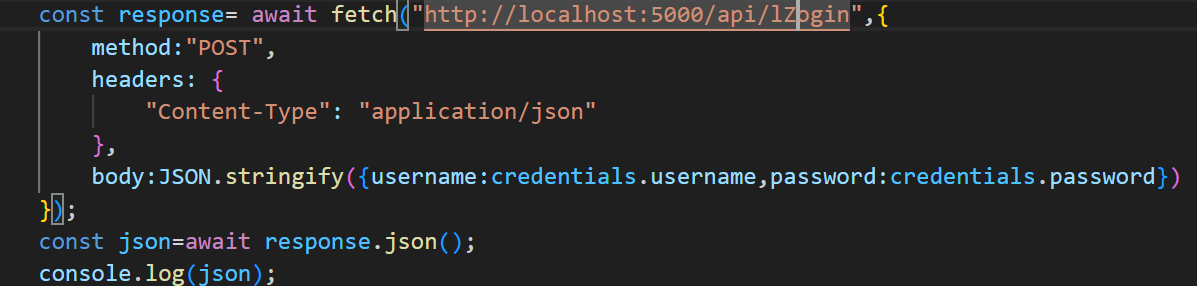 const response= await fetch("http://localhost:5000/api/lZogin",{
method:"POST",
headers: {
"Content-Type": "application/json"
},
body:JSON.stringify({username:credentials.username,password:credentials.password})
});
const json=await response.json();
console.log(json);